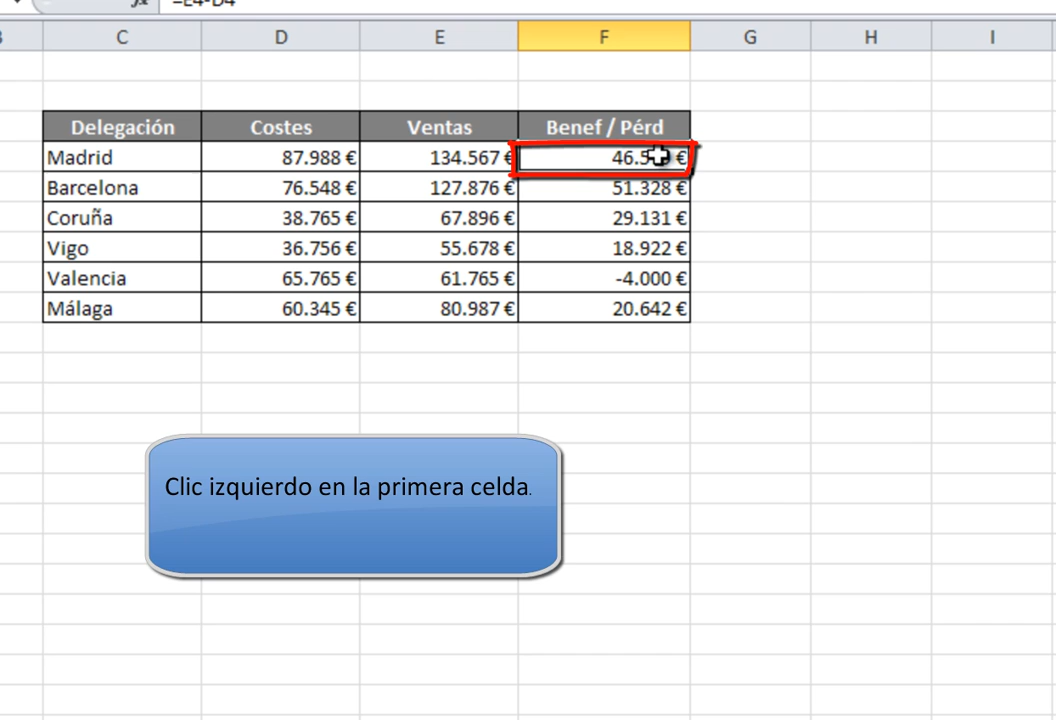 =E4-D4
C D E F G H I
Delegación Costes Ventas Benef / Pérd
Madrid 87.988 € 134.567 € €
Barcelona 76.548 € 127.876 € 51.328 €
Coruña 38.765 € 67.896 € 29.131 €
Vigo 36.756 € 55.678 € 18.922 €
Valencia 65.765 € 61.765 € -4.000 €
Málaga 60.345 € 80.987 € 20.642 €
Clic izquierdo en la primera celda.